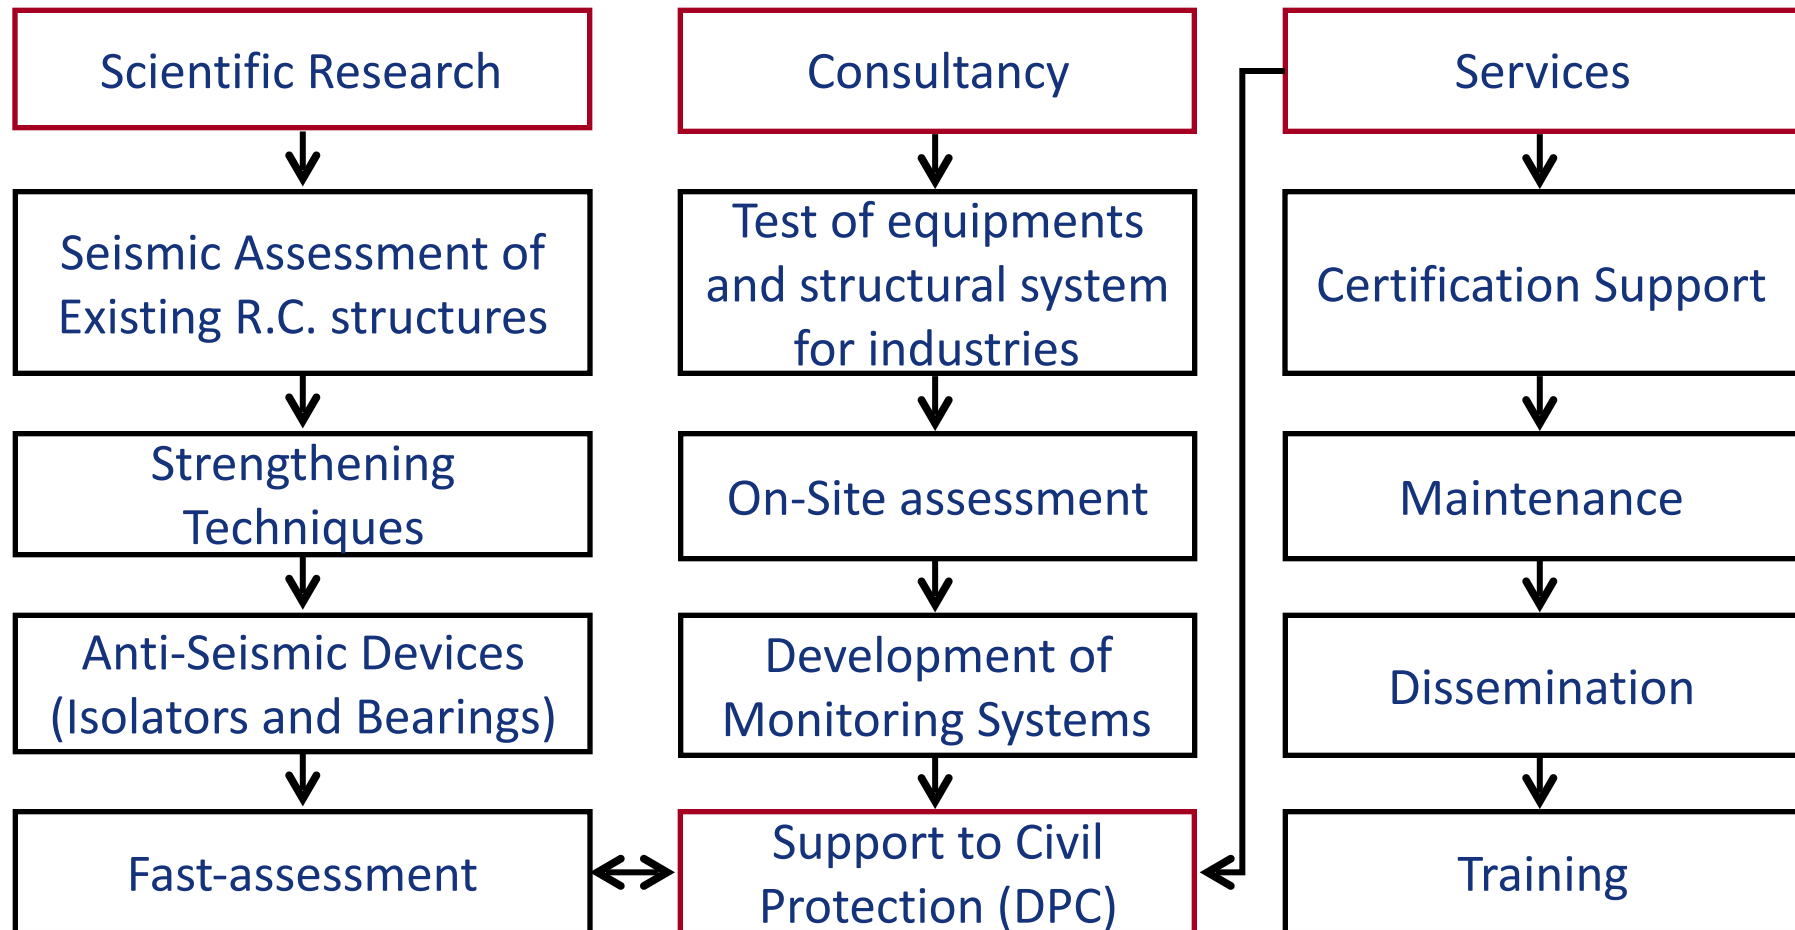 Scientific Research
Consultancy
Services
Seismic Assessment of
Existing R.C. structures
Test of equipments
and structural system
for industries
Certification Support
Strengthening
Techniques
On-Site assessment
Maintenance
Anti-Seismic Devices
(Isolators and Bearings)
Development of
Monitoring Systems
Dissemination
Fast-assessment
Support to Civil
Protection (DPC)
Training